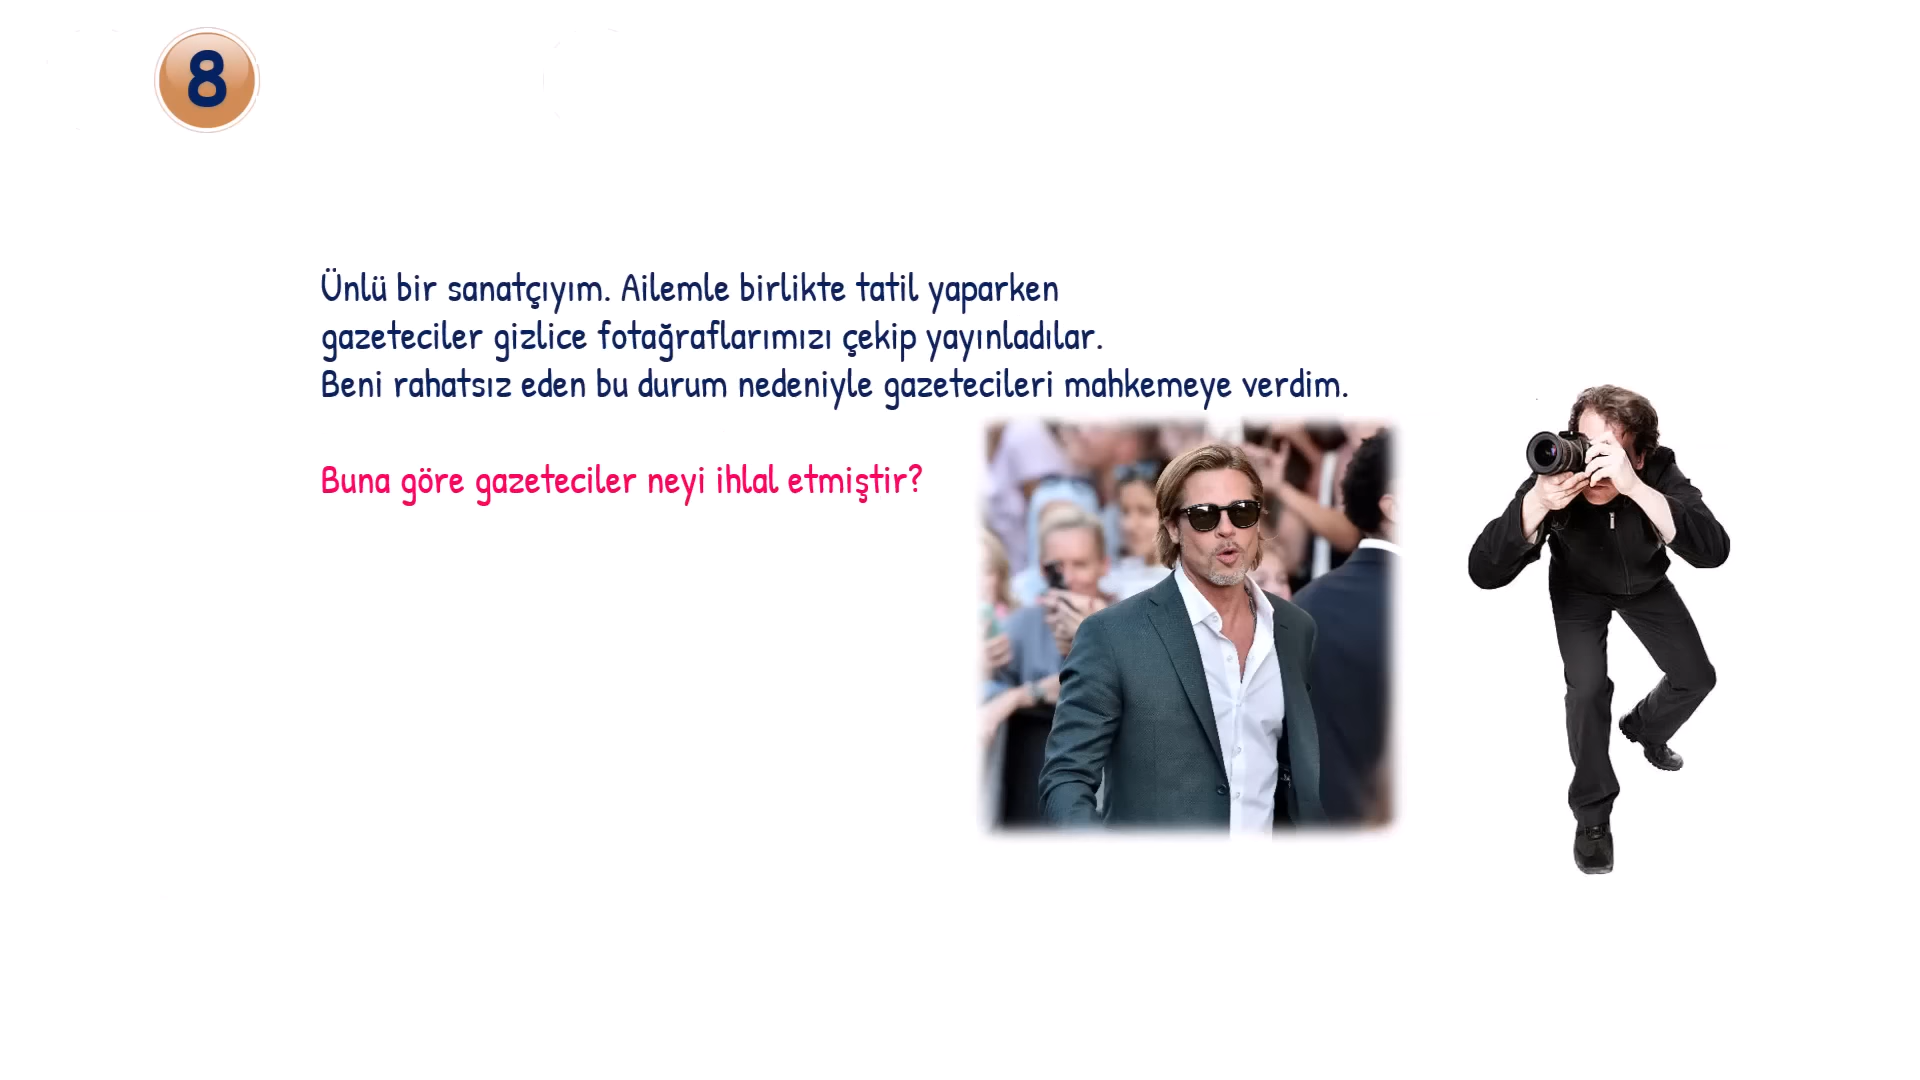 8
Ünlü bir sanatçıyım. Ailemle birlikte tatil yaparken
gazeteciler gizlice fotağraflarımızı çekip yayınladılar.
Beni rahatsız eden bu durum nedeniyle gazetecileri mahkemeye verdim.
Buna göre gazeteciler neyi ihlal etmiştir?